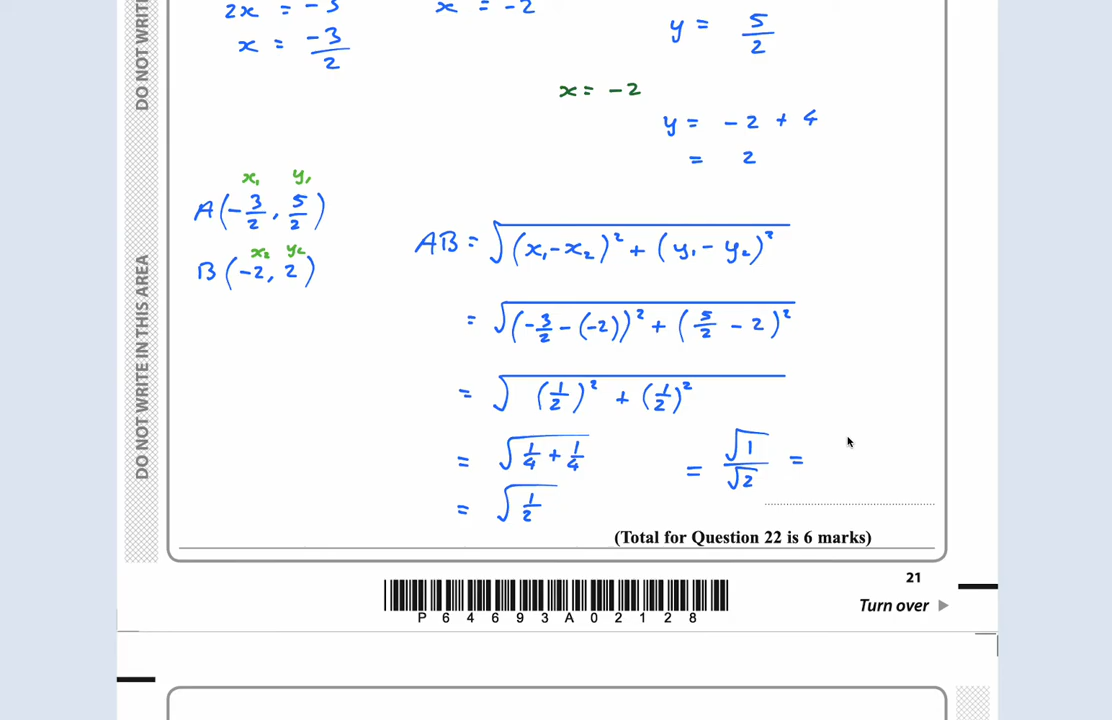 2x = -3
x = -2
x = -3/2
y = 5/2
x = -2
y = -2 + 4
= 2
x₁ y₁
A(-3/2, 5/2)
x₂ y₂
B(-2, 2)
AB = √((x₁-x₂)² + (y₁-y₂)²)
= √((-3/2-(-2))² + (5/2-2)²)
= √((1/2)² + (1/2)²)
= √(1/4 + 1/4)
= √(1/2)
= √1/√2 =
(Total for Question 22 is 6 marks)
21
Turn over
P 6 4 6 9 3 A 0 2 1 2 8
DO NOT WRITE IN THIS AREA